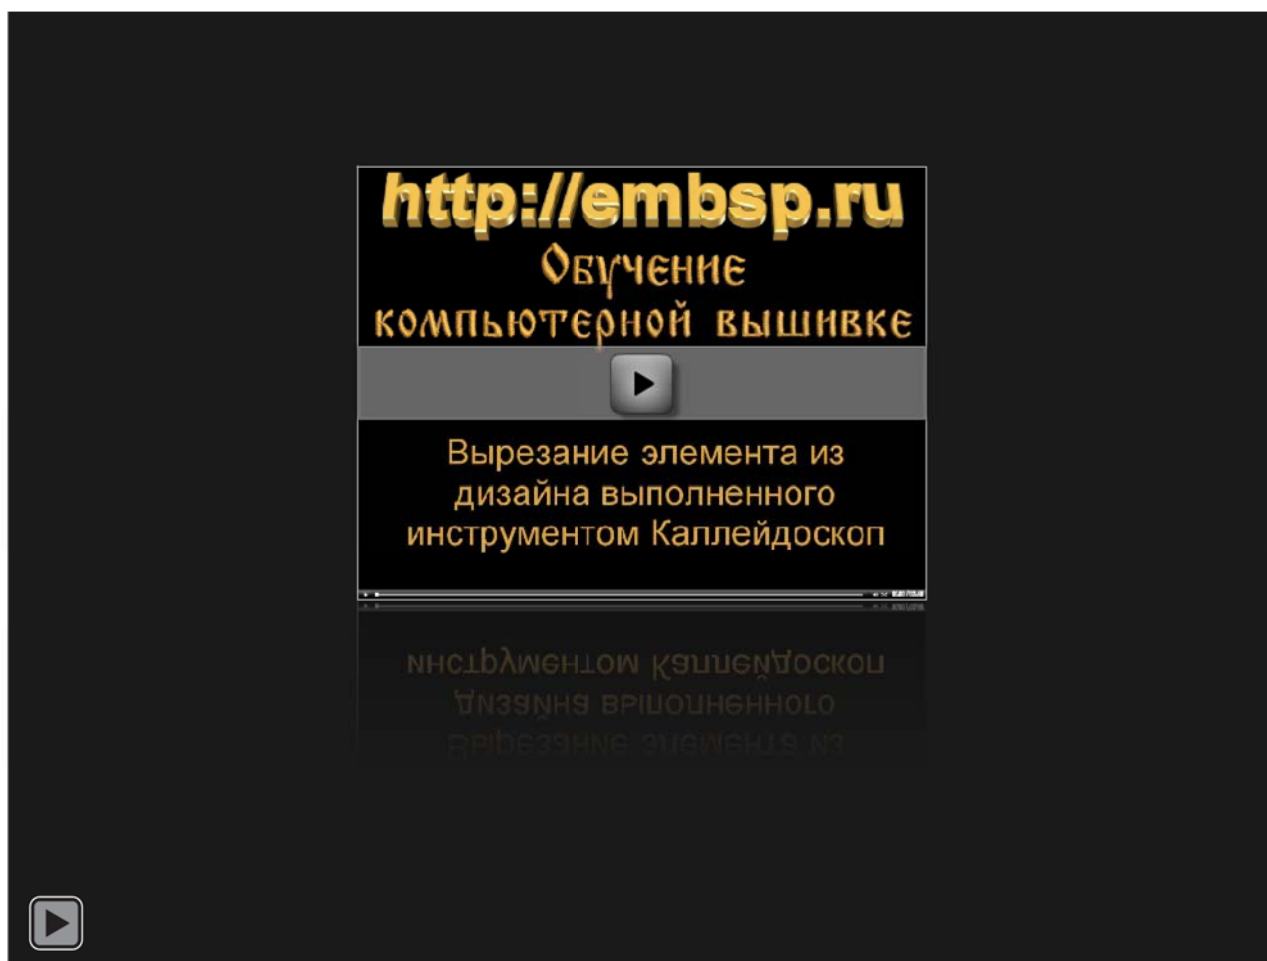 http://embsp.ru
Обучение
компьютерной вышивке
Вырезание элемента из
дизайна выполненного
инструментом Каллейдоскоп